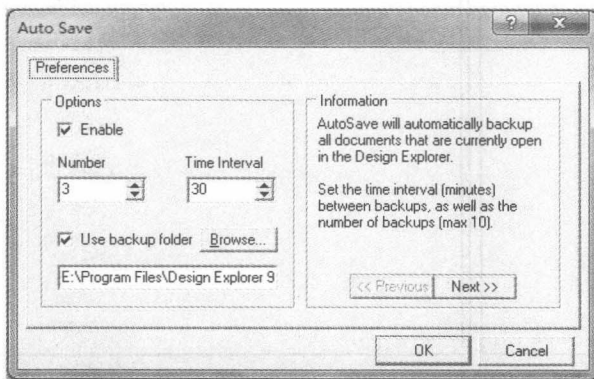 Auto Save
?
X
Preferences
Options
Enable
Number
Time Interval
3
30
Use backup folder
Browse...
E:\Program Files\Design Explorer 9
Information
AutoSave will automatically backup
all documents that are currently open
in the Design Explorer.
Set the time interval (minutes)
between backups, as well as the
number of backups (max 10).
<< Previous
Next >>
OK
Cancel